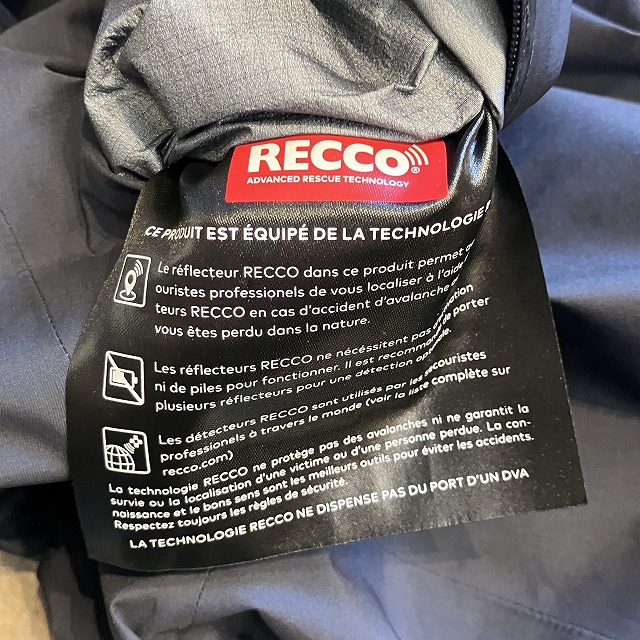 RECCO®
ADVANCED RESCUE TECHNOLOGY
CE PRODUIT EST ÉQUIPÉ DE LA TECHNOLOGIE
Le réflecteur RECCO dans ce produit permet
ouristes professionels de vous localiser à l'aide
teurs RECCO en cas d'accident d'avalanche
vous êtes perdu dans la nature.
Les réflecteurs RECCO ne nécéssitent pas
ni de piles pour fonctionner. Il est recommandé porter
plusieurs réflecteurs pour une détection
Les détecteurs RECCO sont utilisés par les secouristes
professionels à travers le monde (voir la liste complète sur
recco.com)
La technologie RECCO ne protège pas des avalanches ni ne garantit la
survie ou la localisation d'une victime ou d'une personne perdue. La con-
naissance et le bons sens sont les meilleurs outils pour éviter les accidents.
Respectez toujours les règles de sécurité.
LA TECHNOLOGIE RECCO NE DISPENSE PAS DU PORT D'UN DVA